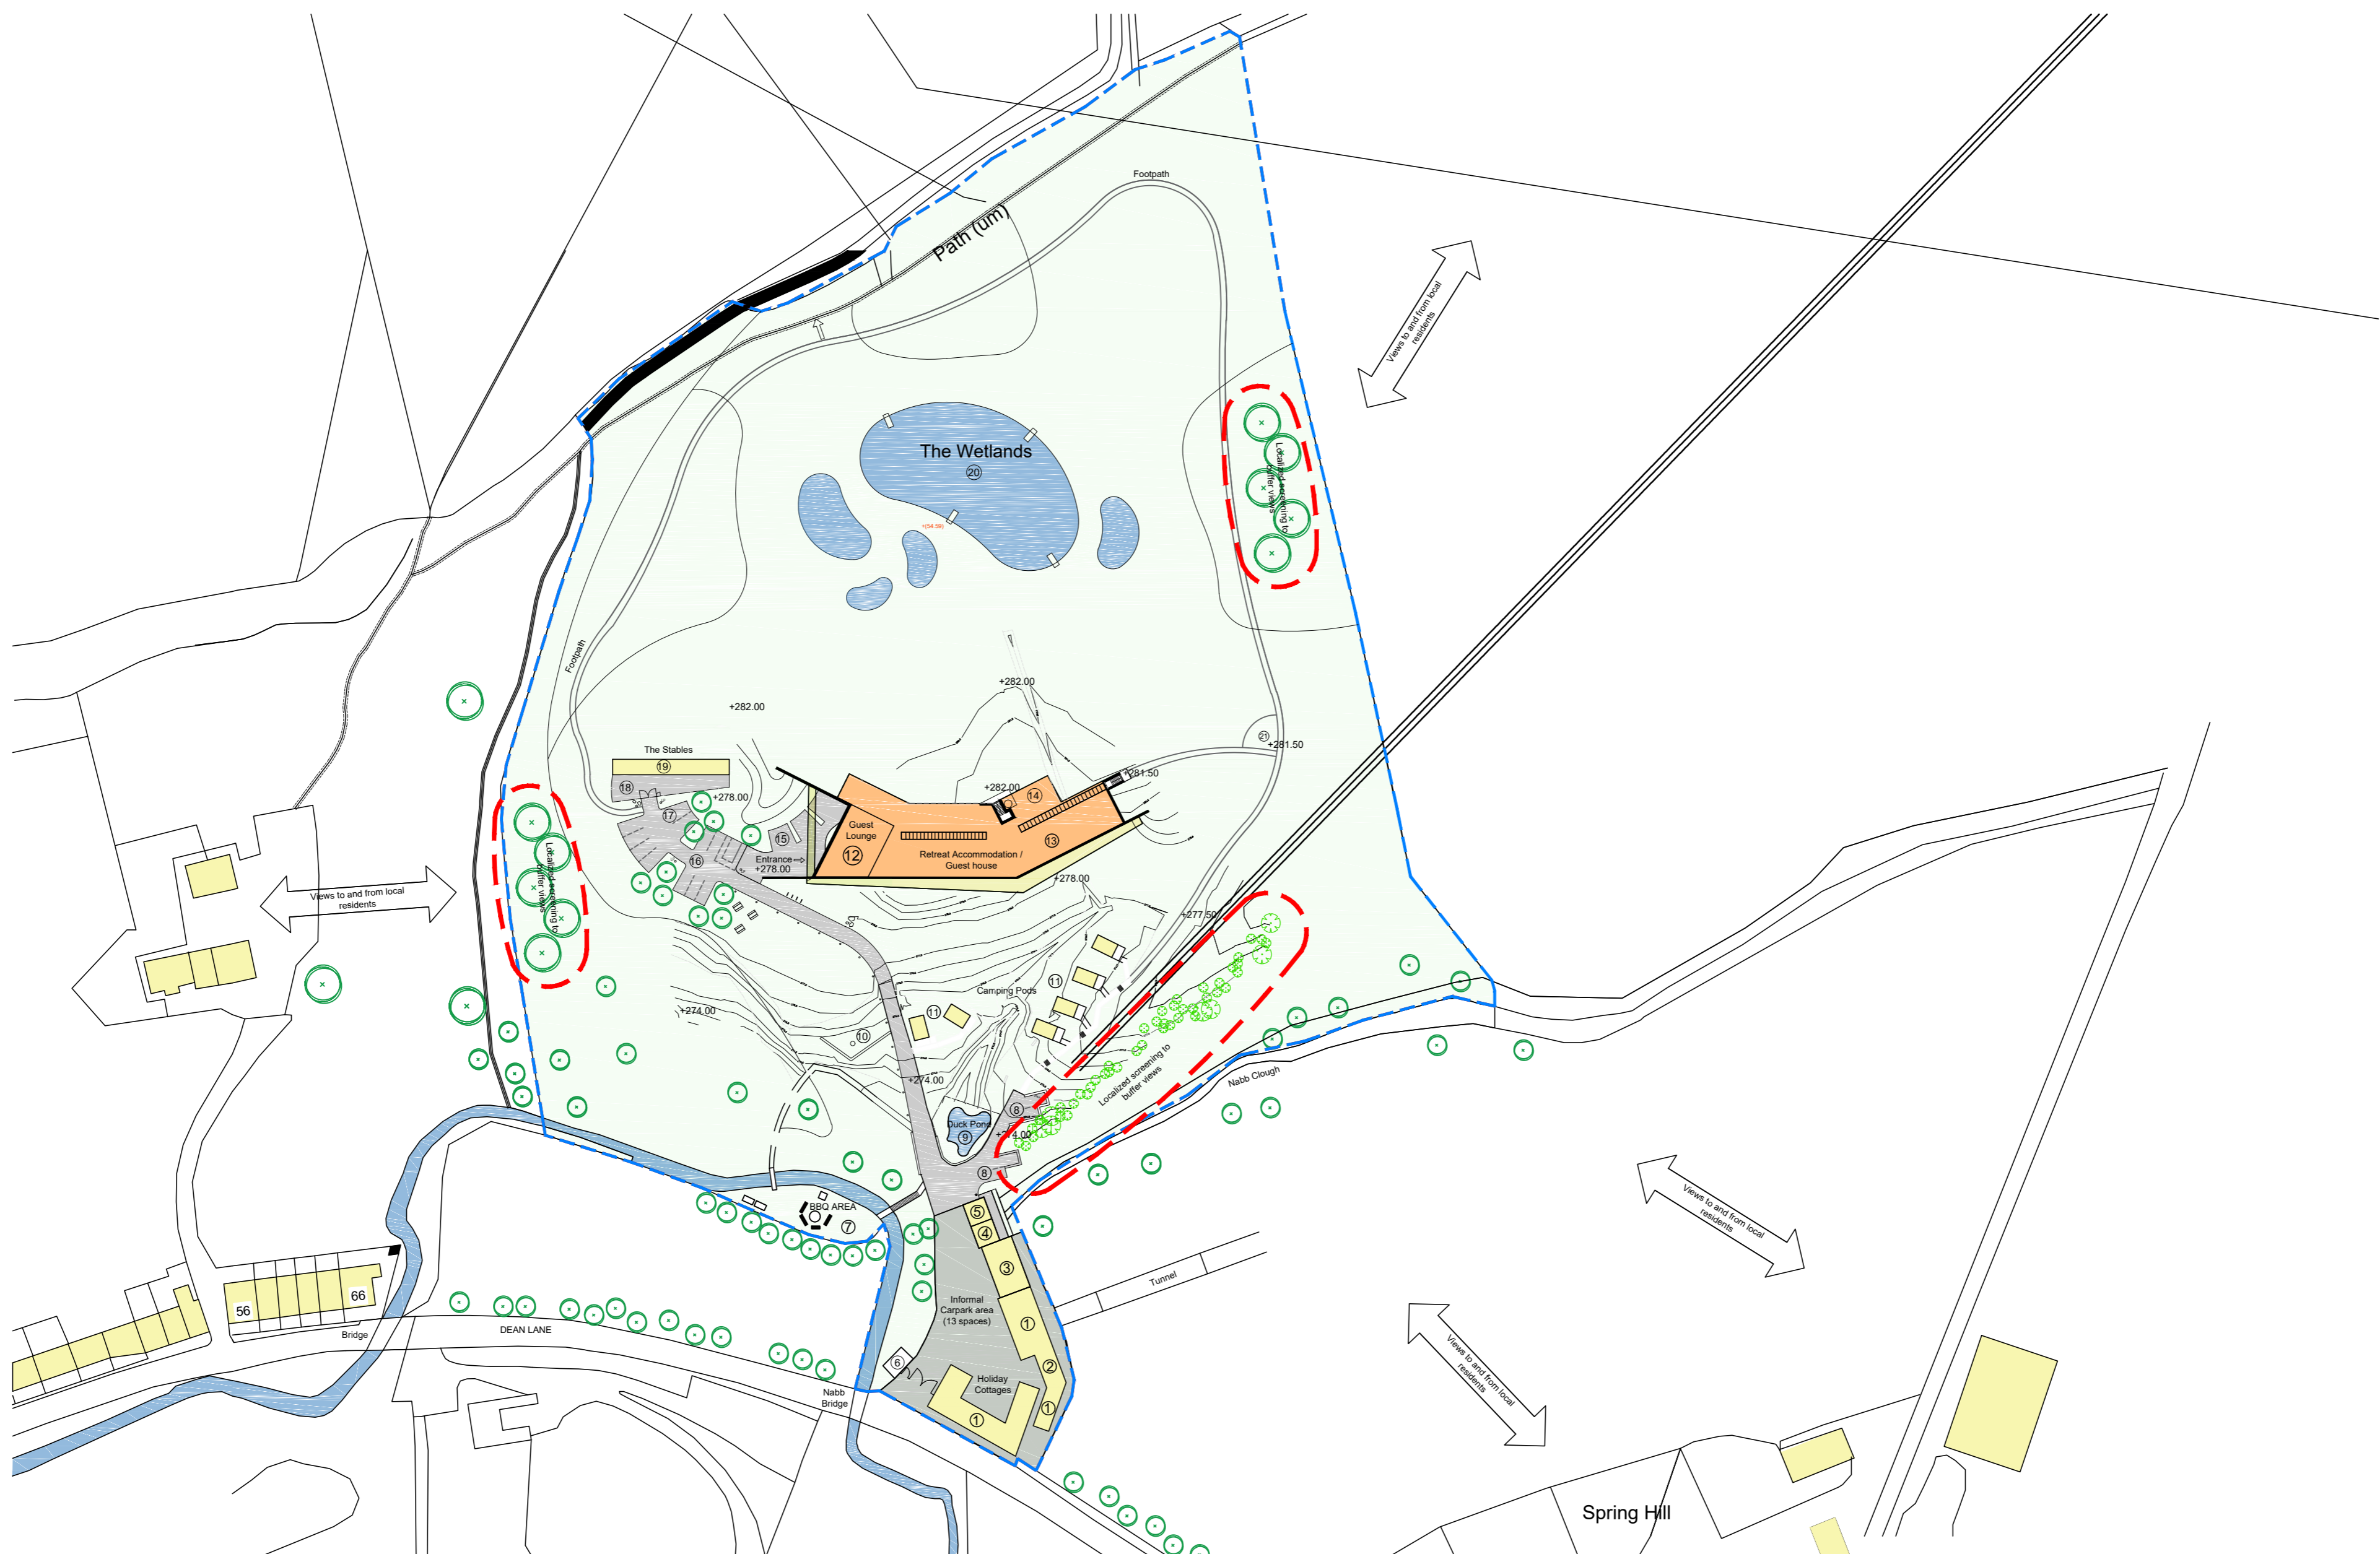 Footpath
Path (um)
Views to and from local
residents
The Wetlands
20
Localized screening to
buffer views
+(54.59)
Footpath
+282.00
+282.00
21
+281.50
The Stables
19
18
+278.00
17
+281.50
+282.00
14
15
Guest
Lounge
12
13
Retreat Accommodation /
Guest house
Entrance
+278.00
16
+278.00
Localized screening to
buffer views
Views to and from local
residents
+277.50
11
Camping Pods
11
+274.00
10
+274.00
Localized screening to
buffer views
Nabb Clough
8
Duck Pond
9
+274.00
8
Views to and from local
residents
BBQ AREA
7
5
4
3
Tunnel
Informal
Carpark area
(13 spaces)
1
56
66
Bridge
DEAN LANE
6
2
Holiday
Cottages
1
1
Nabb
Bridge
Views to and from local
residents
Spring Hill